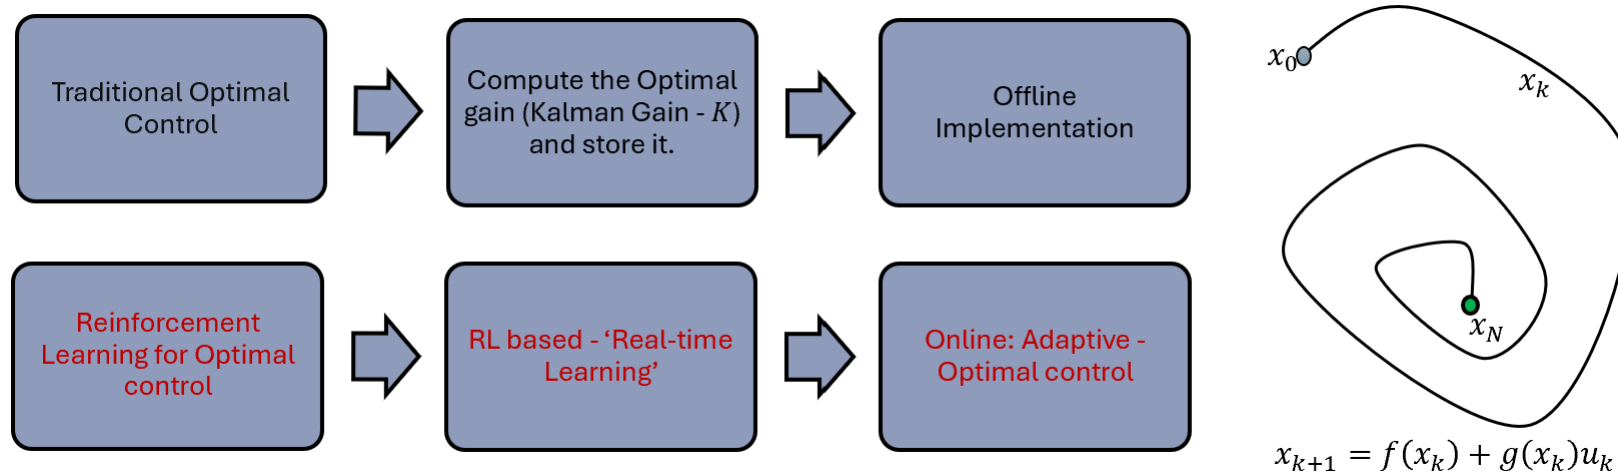 Traditional Optimal
Control
Compute the Optimal
gain (Kalman Gain - K)
and store it.
Offline
Implementation
Reinforcement
Learning for Optimal
control
RL based - ‘Real-time
Learning’
Online: Adaptive -
Optimal control
x₀
xₖ
x_N
xₖ₊₁ = f(xₖ) + g(xₖ)uₖ